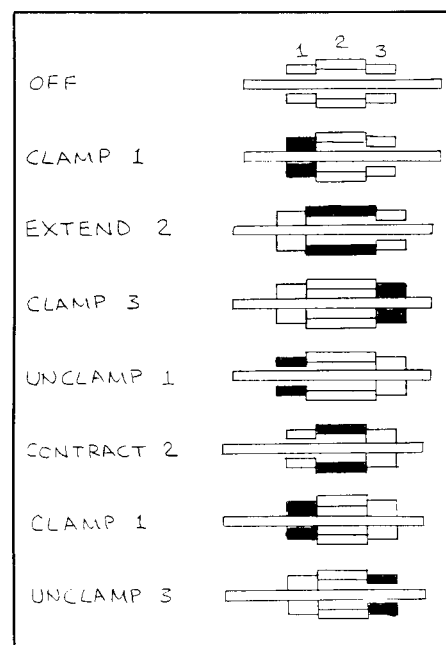 1 2 3
OFF
CLAMP 1
EXTEND 2
CLAMP 3
UNCLAMP 1
CONTRACT 2
CLAMP 1
UNCLAMP 3